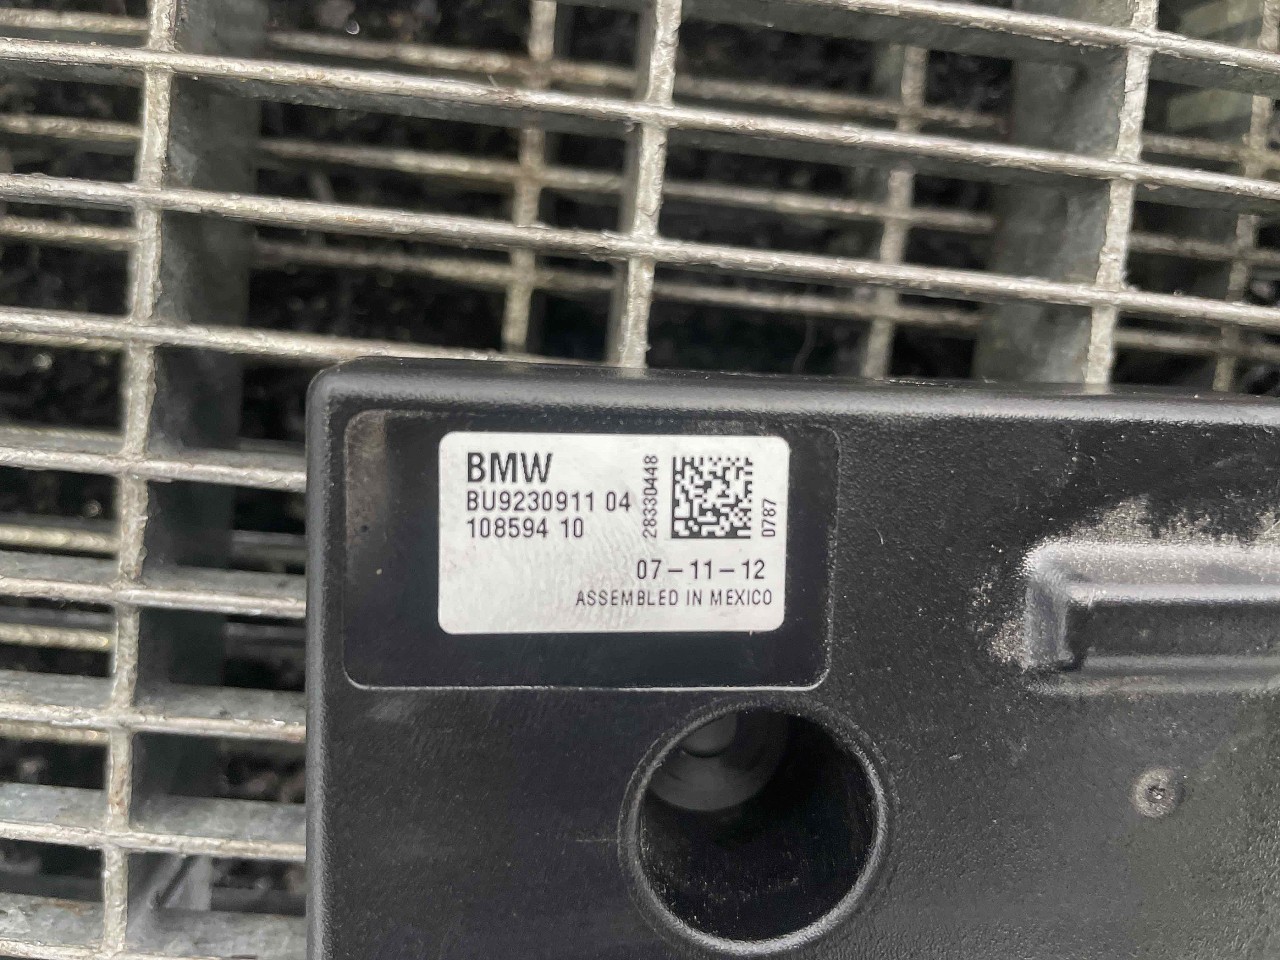 BMW
BU9230911 04
108594 10
28330448
0787
07-11-12
ASSEMBLED IN MEXICO